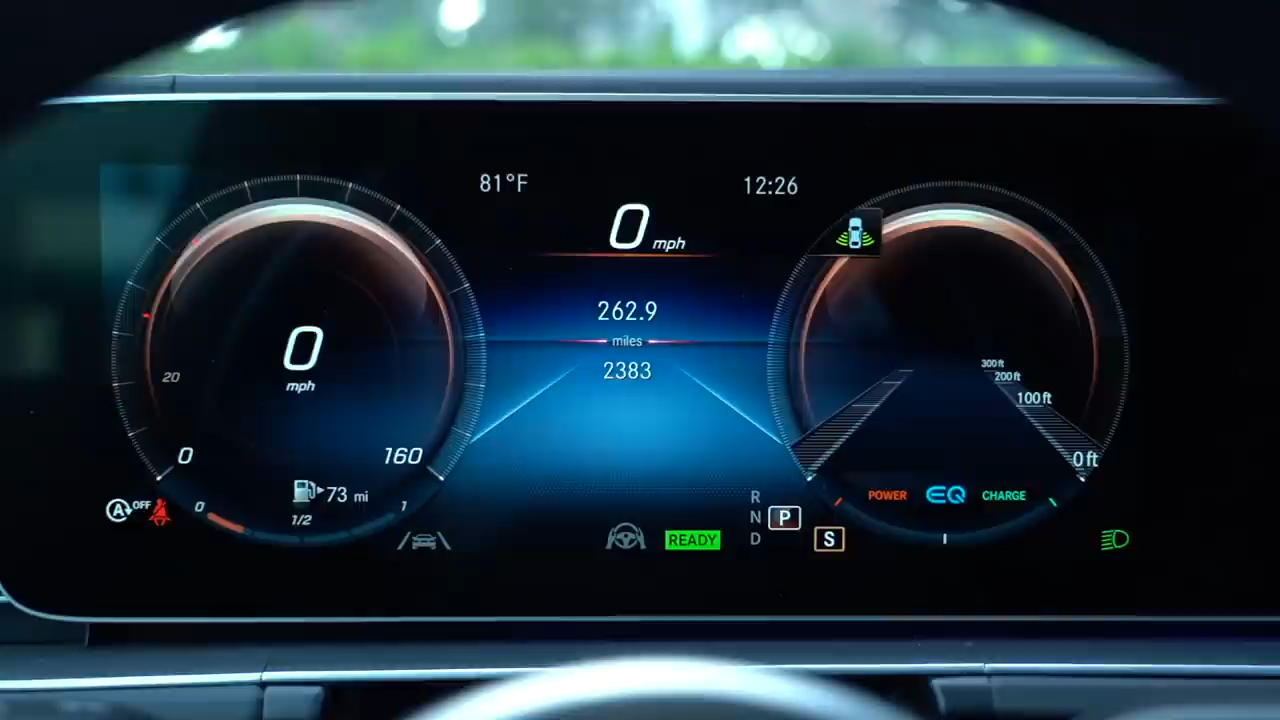 81°F
12:26
0 mph
262.9
miles
2383
20
0
mph
0
160
300 ft
200 ft
100 ft
0 ft
A OFF
73 mi
0
1/2
1
READY
R
N
D
P
S
POWER
EQ
CHARGE